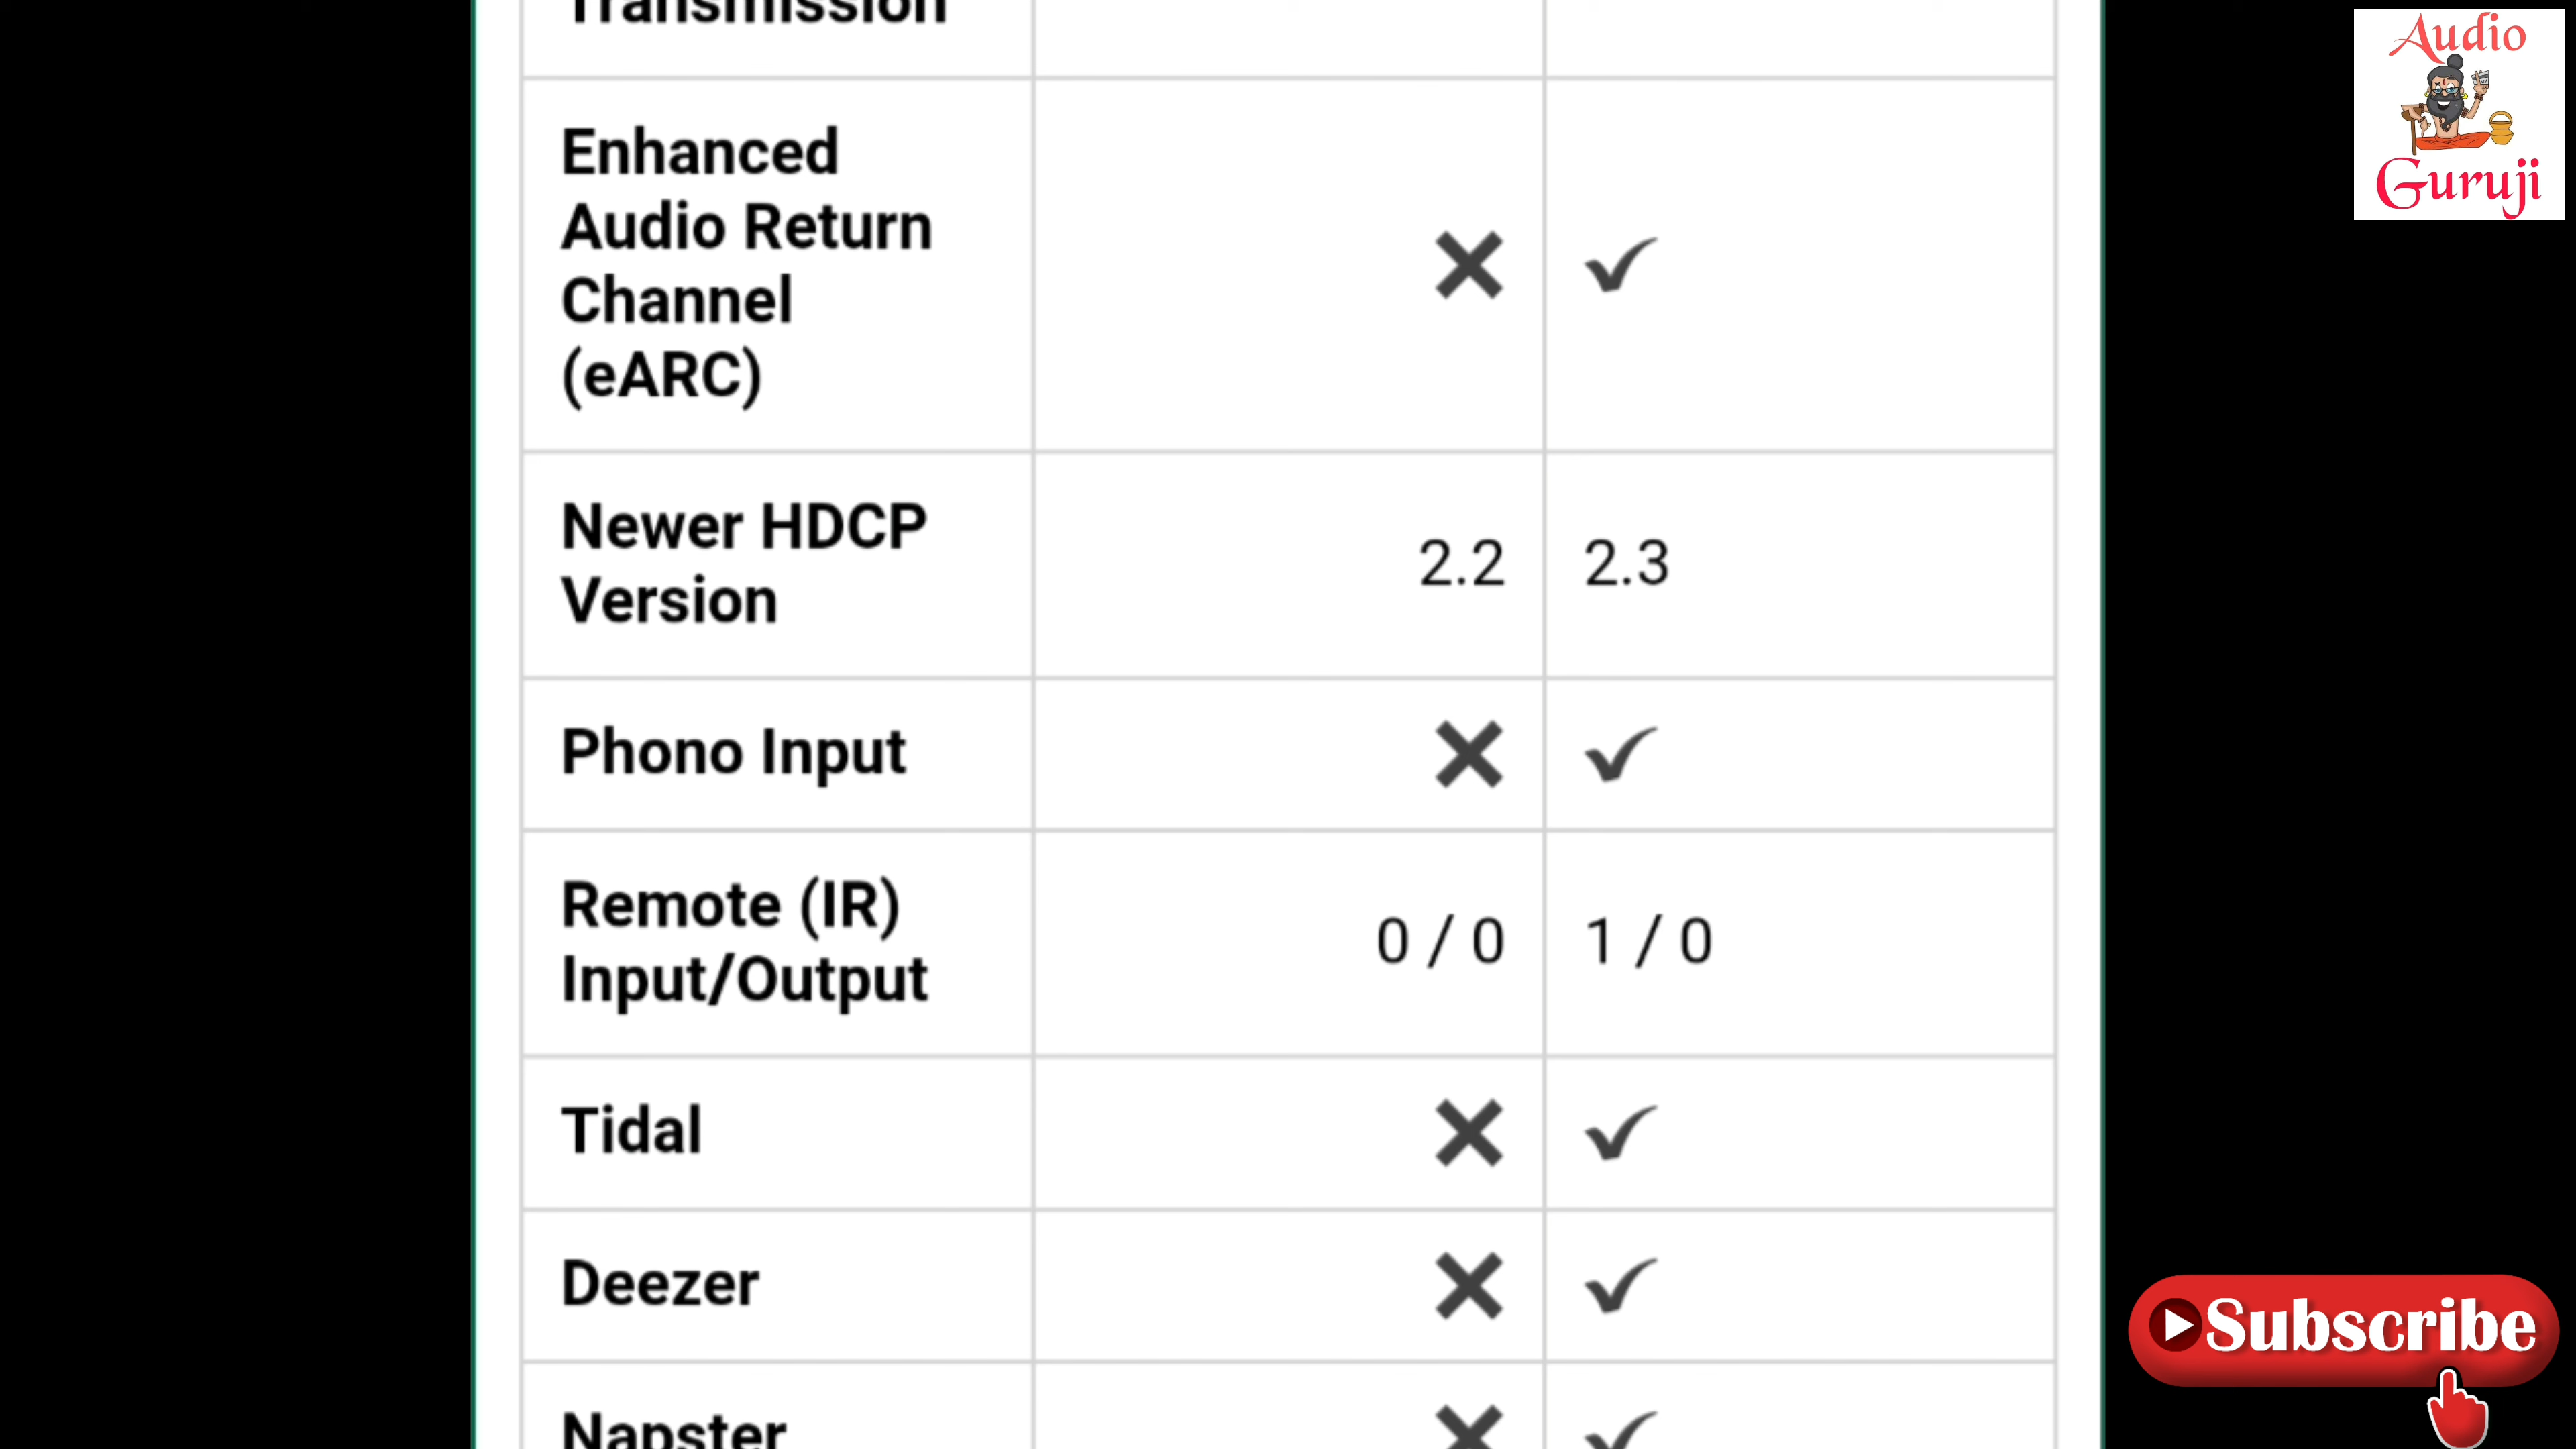 Transmission
Audio
Guruji
Enhanced
Audio Return
Channel
(eARC)
✕ ✓
Newer HDCP
Version
2.2 2.3
Phono Input ✕ ✓
Remote (IR)
Input/Output
0 / 0 1 / 0
Tidal ✕ ✓
Deezer ✕ ✓
Napster ✕ ✓
Subscribe